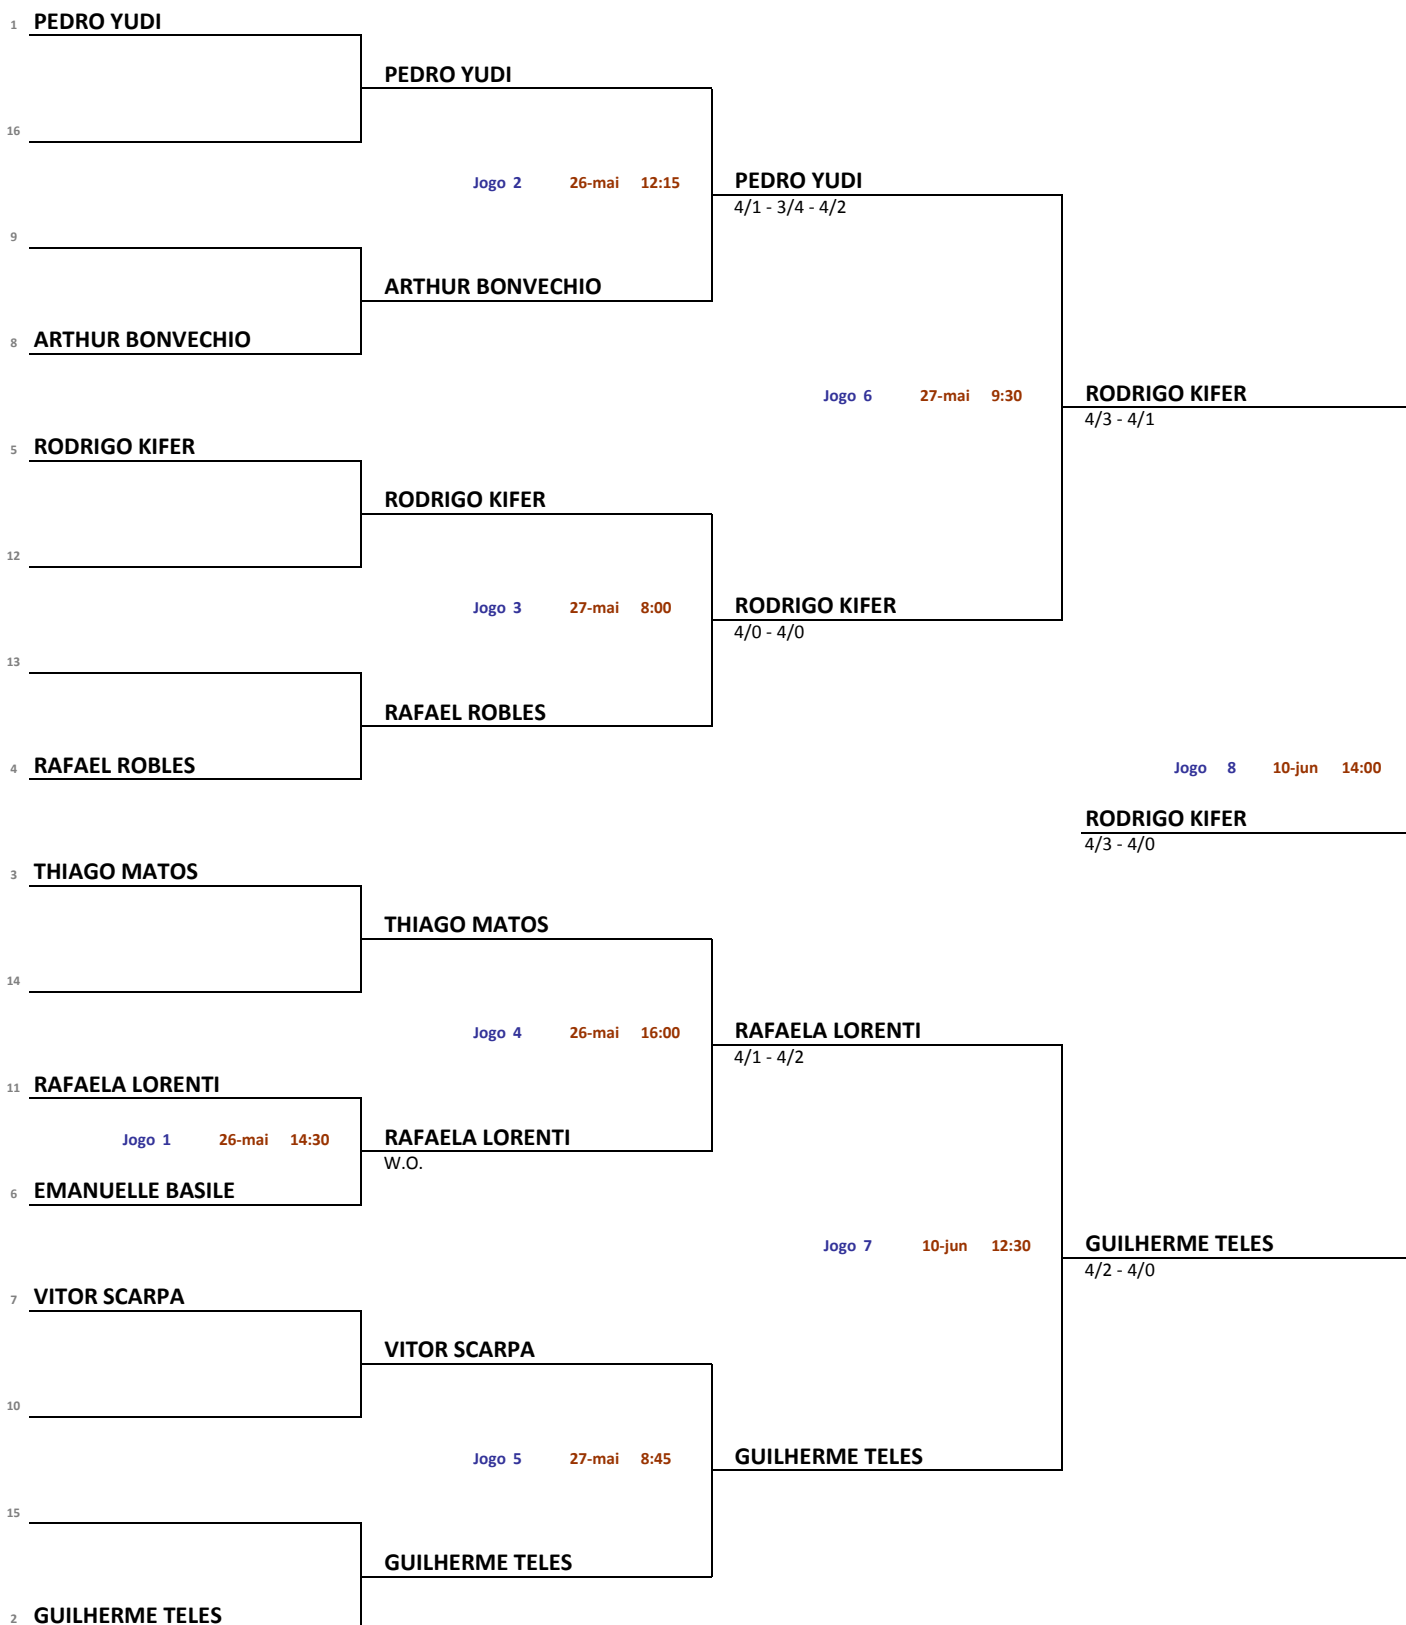 1 PEDRO YUDI
PEDRO YUDI
16
Jogo 2 26-mai 12:15
PEDRO YUDI
4/1 - 3/4 - 4/2
9
ARTHUR BONVECHIO
8 ARTHUR BONVECHIO
Jogo 6 27-mai 9:30
RODRIGO KIFER
4/3 - 4/1
5 RODRIGO KIFER
RODRIGO KIFER
12
Jogo 3 27-mai 8:00
RODRIGO KIFER
4/0 - 4/0
13
RAFAEL ROBLES
4 RAFAEL ROBLES
Jogo 8 10-jun 14:00
RODRIGO KIFER
4/3 - 4/0
3 THIAGO MATOS
THIAGO MATOS
14
Jogo 4 26-mai 16:00
RAFAELA LORENTI
4/1 - 4/2
11 RAFAELA LORENTI
Jogo 1 26-mai 14:30
RAFAELA LORENTI
W.O.
6 EMANUELLE BASILE
Jogo 7 10-jun 12:30
GUILHERME TELES
4/2 - 4/0
7 VITOR SCARPA
VITOR SCARPA
10
Jogo 5 27-mai 8:45
GUILHERME TELES
15
GUILHERME TELES
2 GUILHERME TELES